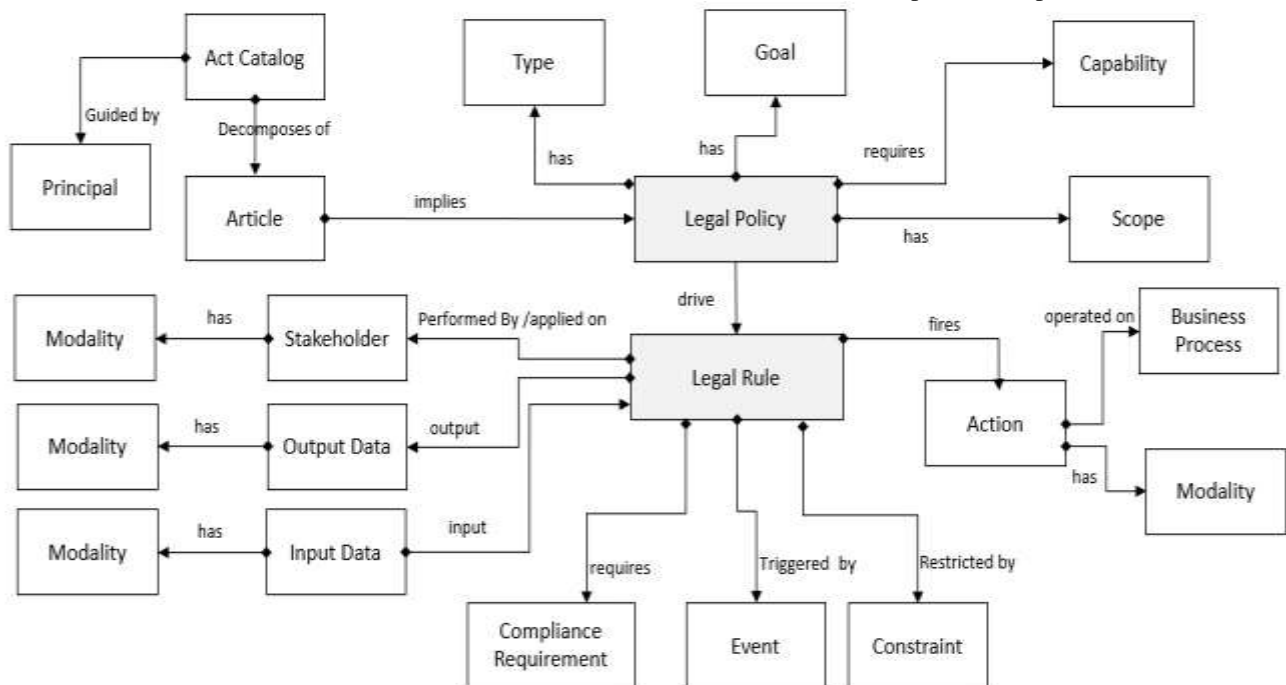 Act Catalog
Type
Goal
Capability
Guided by
Decomposes of
has
has
requires
Principal
Article
implies
Legal Policy
has
Scope
drive
Modality
has
Stakeholder
Performed By /applied on
Legal Rule
fires
operated on
Business
Process
Action
Modality
has
Output Data
output
has
Modality
Modality
has
Input Data
input
requires
Triggered by
Restricted by
Compliance
Requirement
Event
Constraint